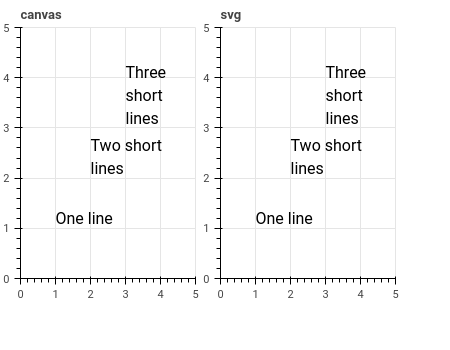 canvas
5
4
3
2
1
0
0 1 2 3 4 5
Three
short
lines
Two short
lines
One line
svg
5
4
3
2
1
0
0 1 2 3 4 5
Three
short
lines
Two short
lines
One line